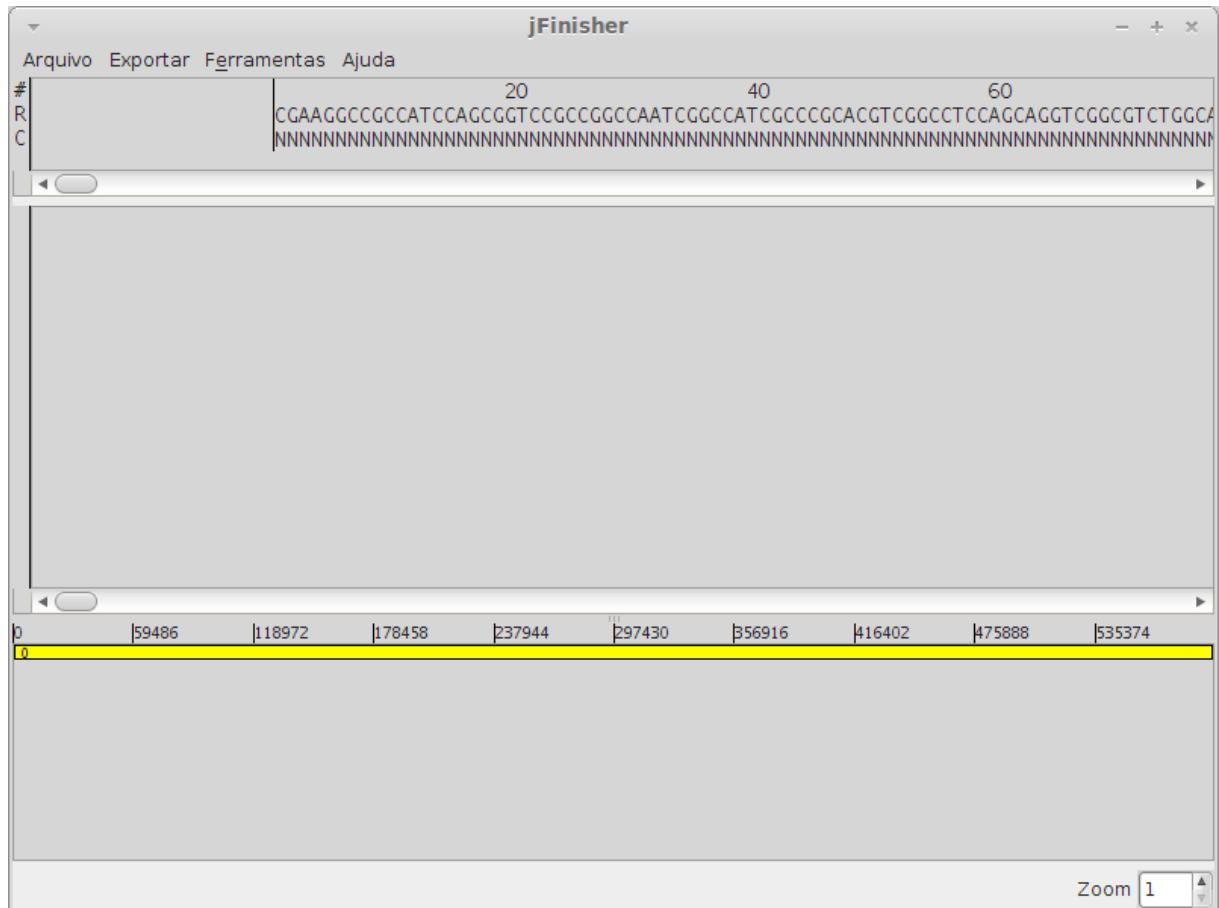 jFinisher
Arquivo Exportar Ferramentas Ajuda
# 20 40 60
R CGAAGGCCGCCATCCAGCGGTCCGCCGGCCAATCGGCCATCGCCCGCACGTCGGCCTCCAGCAGGTCGGCGTCTGGCA
C NNNNNNNNNNNNNNNNNNNNNNNNNNNNNNNNNNNNNNNNNNNNNNNNNNNNNNNNNNNNNNNNNNNNNNNNNNNNNN
0 59486 118972 178458 237944 297430 356916 416402 475888 535374
0
Zoom 1